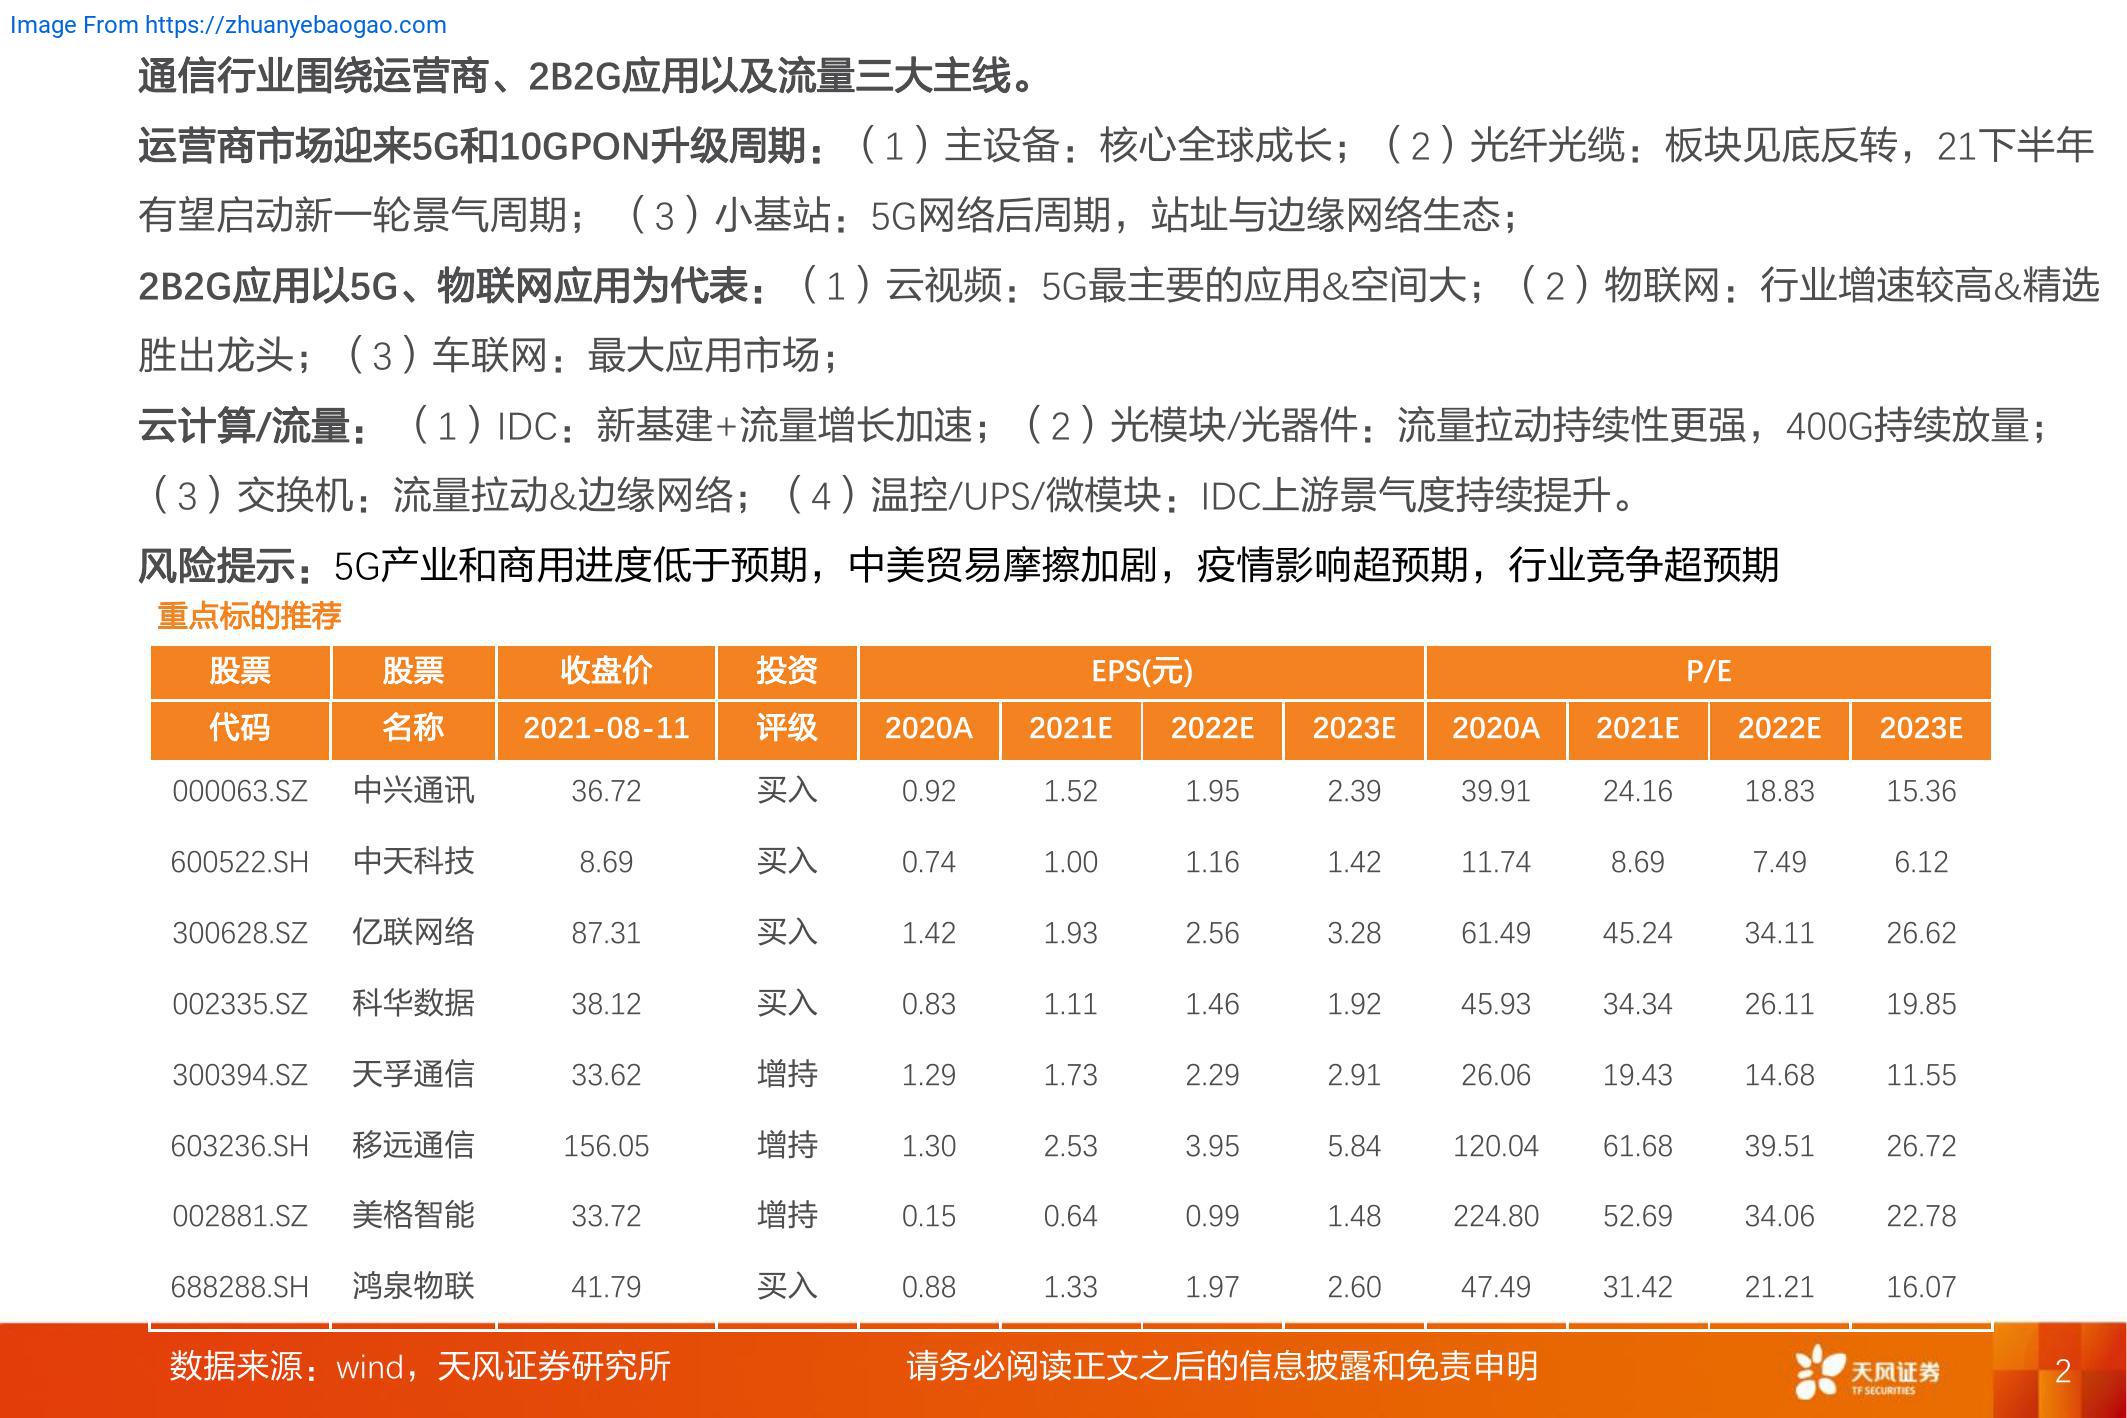 Image From https://zhuanyebaogao.com
通信行业围绕运营商、2B2G应用以及流量三大主线。
运营商市场迎来5G和10GPON升级周期：（1）主设备：核心全球成长；（2）光纤光缆：板块见底反转，21下半年
有望启动新一轮景气周期；（3）小基站：5G网络后周期，站址与边缘网络生态；
2B2G应用以5G、物联网应用为代表：（1）云视频：5G最主要的应用&空间大；（2）物联网：行业增速较高&精选
胜出龙头；（3）车联网：最大应用市场；
云计算/流量：（1）IDC：新基建+流量增长加速；（2）光模块/光器件：流量拉动持续性更强，400G持续放量；
（3）交换机：流量拉动&边缘网络；（4）温控/UPS/微模块：IDC上游景气度持续提升。
风险提示：5G产业和商用进度低于预期，中美贸易摩擦加剧，疫情影响超预期，行业竞争超预期
重点标的推荐
股票 股票 收盘价 投资 EPS(元) P/E
代码 名称 2021-08-11 评级 2020A 2021E 2022E 2023E 2020A 2021E 2022E 2023E
000063.SZ 中兴通讯 36.72 买入 0.92 1.52 1.95 2.39 39.91 24.16 18.83 15.36
600522.SH 中天科技 8.69 买入 0.74 1.00 1.16 1.42 11.74 8.69 7.49 6.12
300628.SZ 亿联网络 87.31 买入 1.42 1.93 2.56 3.28 61.49 45.24 34.11 26.62
002335.SZ 科华数据 38.12 买入 0.83 1.11 1.46 1.92 45.93 34.34 26.11 19.85
300394.SZ 天孚通信 33.62 增持 1.29 1.73 2.29 2.91 26.06 19.43 14.68 11.55
603236.SH 移远通信 156.05 增持 1.30 2.53 3.95 5.84 120.04 61.68 39.51 26.72
002881.SZ 美格智能 33.72 增持 0.15 0.64 0.99 1.48 224.80 52.69 34.06 22.78
688288.SH 鸿泉物联 41.79 买入 0.88 1.33 1.97 2.60 47.49 31.42 21.21 16.07
数据来源：wind，天风证券研究所 请务必阅读正文之后的信息披露和免责申明 天风证券 2
TF SECURITIES